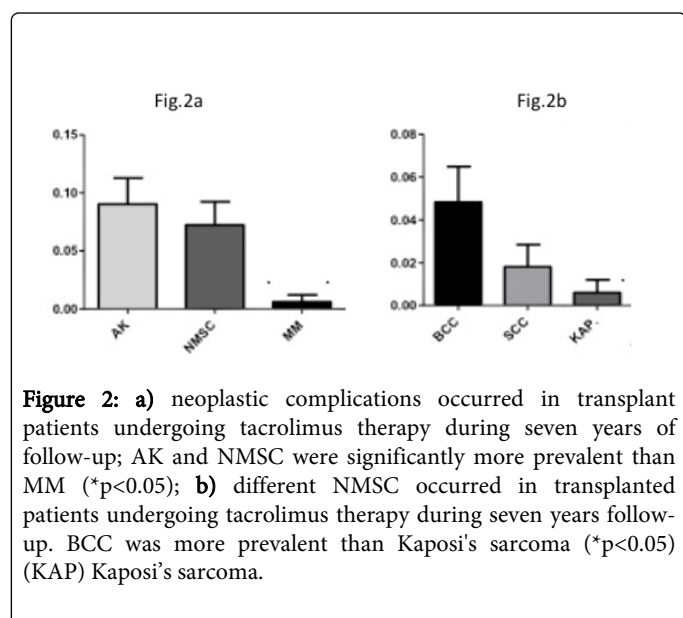 Fig.2a
Fig.2b
0.15
0.10
0.05
0.00
AK
NMSC
MM
0.08
0.06
0.04
0.02
0.00
BCC
SCC
KAP.
Figure 2: a) neoplastic complications occurred in transplant
patients undergoing tacrolimus therapy during seven years of
follow-up; AK and NMSC were significantly more prevalent than
MM (*p<0.05); b) different NMSC occurred in transplanted
patients undergoing tacrolimus therapy during seven years follow-
up. BCC was more prevalent than Kaposi's sarcoma (*p<0.05)
(KAP) Kaposi’s sarcoma.